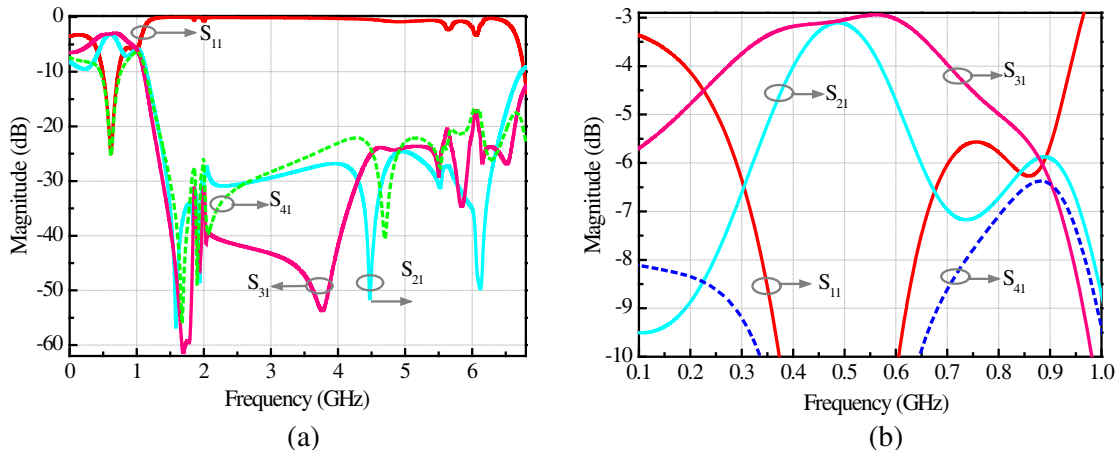 0
-10
-20
-30
-40
-50
-60
Magnitude (dB)
0 1 2 3 4 5 6
Frequency (GHz)
S11
S41
S31
S21
(a)
-3
-4
-5
-6
-7
-8
-9
-10
Magnitude (dB)
0.1 0.2 0.3 0.4 0.5 0.6 0.7 0.8 0.9 1.0
Frequency (GHz)
S31
S21
S11
S41
(b)